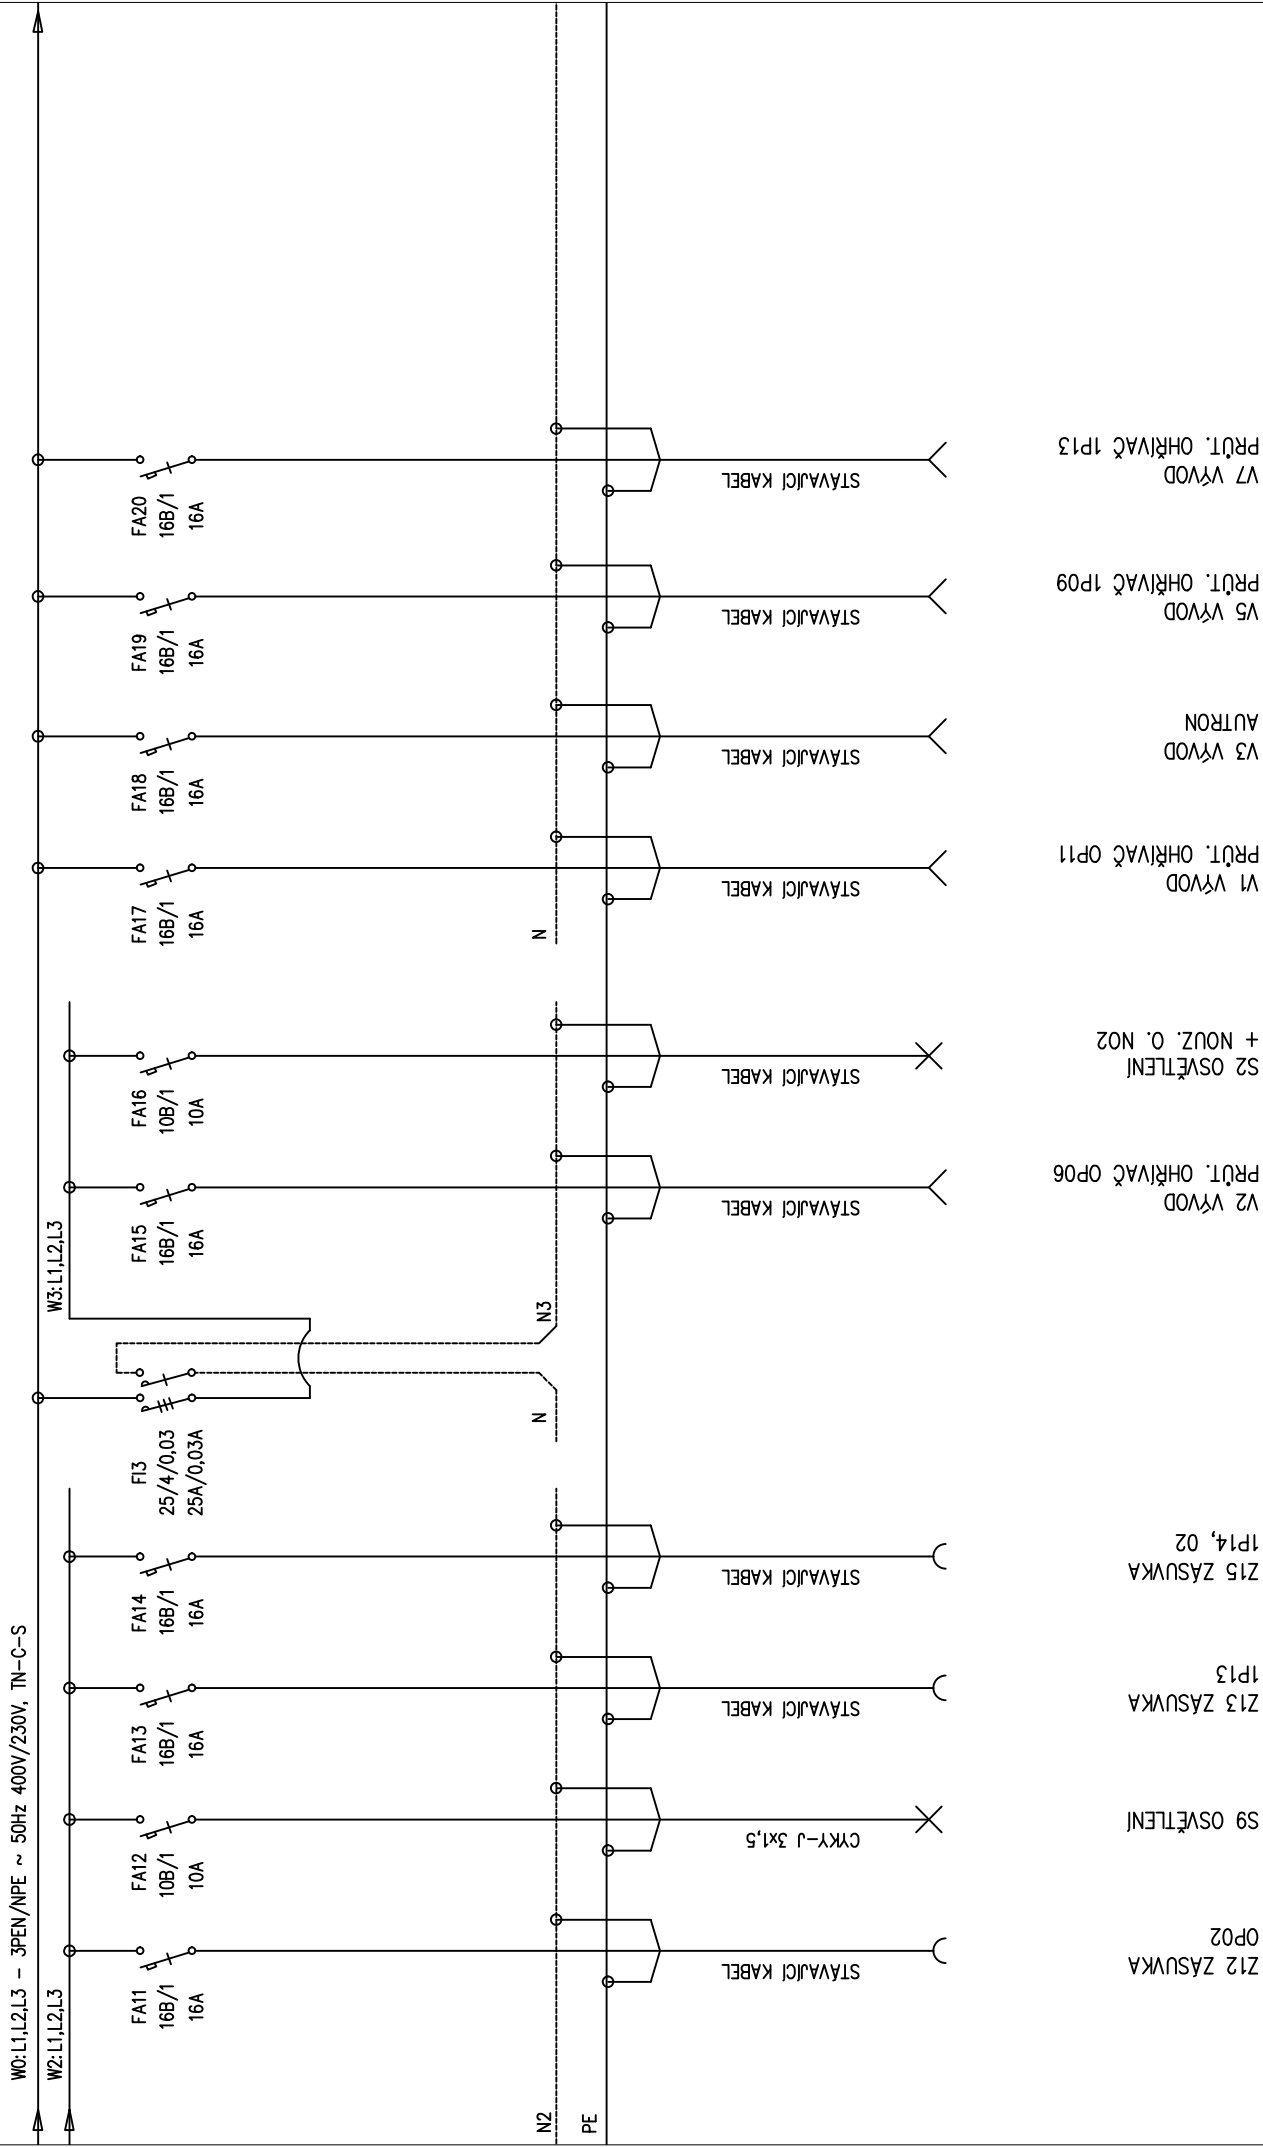 W0:L1,L2,L3 – 3PEN/NPE ~ 50Hz 400V/230V, TN-C-S
W2:L1,L2,L3
FA11
16B/1
16A
FA12
10B/1
10A
FA13
16B/1
16A
FA14
16B/1
16A
FI3
25/4/0,03
25A/0,03A
W3:L1,L2,L3
FA15
16B/1
16A
FA16
10B/1
10A
FA17
16B/1
16A
FA18
16B/1
16A
FA19
16B/1
16A
FA20
16B/1
16A
N2
PE
N
N3
N
STÁVAJÍCÍ KABEL
CYKY-J 3x1,5
STÁVAJÍCÍ KABEL
STÁVAJÍCÍ KABEL
STÁVAJÍCÍ KABEL
STÁVAJÍCÍ KABEL
STÁVAJÍCÍ KABEL
STÁVAJÍCÍ KABEL
STÁVAJÍCÍ KABEL
STÁVAJÍCÍ KABEL
Z12 ZÁSUVKA
OP02
S9 OSVĚTLENÍ
Z13 ZÁSUVKA
1P13
Z15 ZÁSUVKA
1P14, 02
V2 VÝVOD
PRŮT. OHŘÍVAČ OP06
S2 OSVĚTLENÍ
+ NOUZ. O. NO2
V1 VÝVOD
PRŮT. OHŘÍVAČ OP11
V3 VÝVOD
AUTRON
V5 VÝVOD
PRŮT. OHŘÍVAČ 1P09
V7 VÝVOD
PRŮT. OHŘÍVAČ 1P13